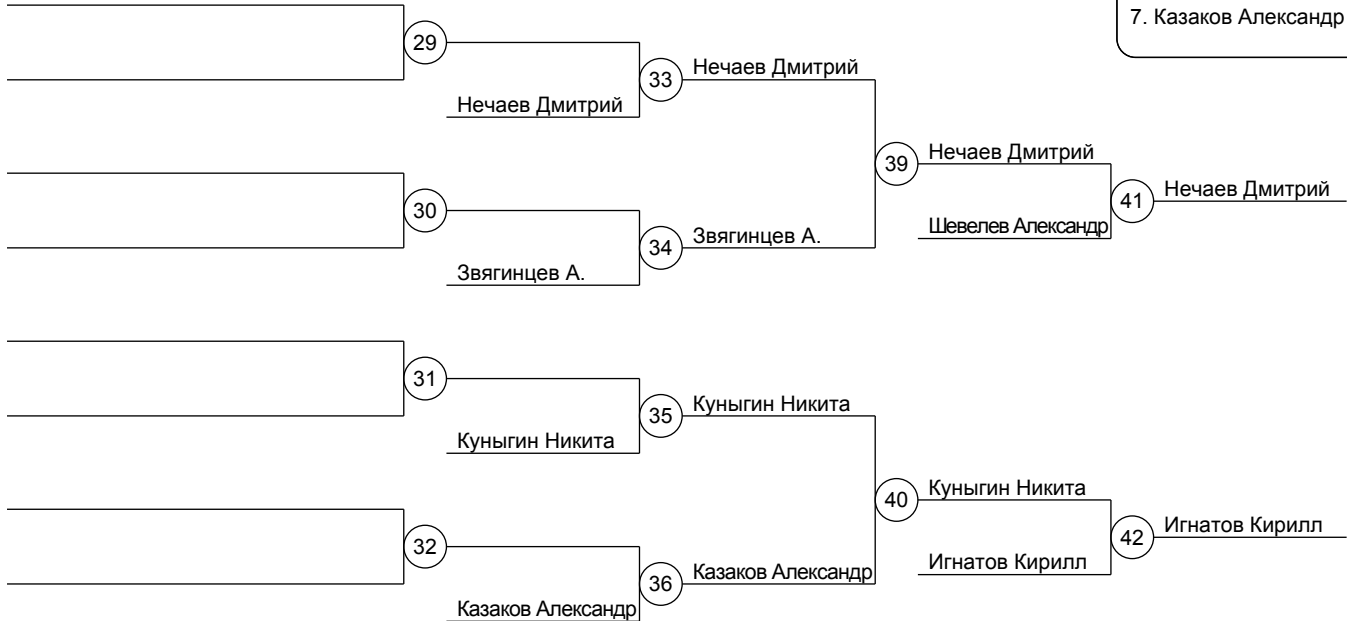 7. Казаков Александр
29
33
Нечаев Дмитрий
Нечаев Дмитрий
39
Нечаев Дмитрий
41
Нечаев Дмитрий
30
34
Звягинцев А.
Шевелев Александр
Звягинцев А.
31
35
Куныгин Никита
Куныгин Никита
40
Куныгин Никита
42
Игнатов Кирилл
32
36
Казаков Александр
Игнатов Кирилл
Казаков Александр